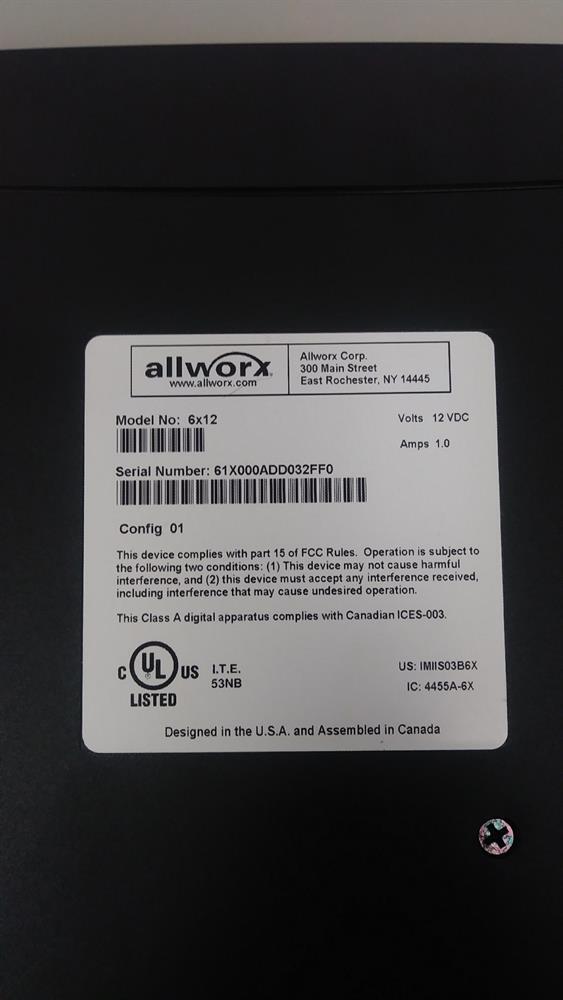 allworx
www.allworx.com
Allworx Corp.
300 Main Street
East Rochester, NY 14445
Model No: 6x12
Volts 12 VDC
Amps 1.0
Serial Number: 61X000ADD032FF0
Config 01
This device complies with part 15 of FCC Rules. Operation is subject to
the following two conditions: (1) This device may not cause harmful
interference, and (2) this device must accept any interference received,
including interference that may cause undesired operation.
This Class A digital apparatus complies with Canadian ICES-003.
C UL US
LISTED
I.T.E.
53NB
US: IMIIS03B6X
IC: 4455A-6X
Designed in the U.S.A. and Assembled in Canada